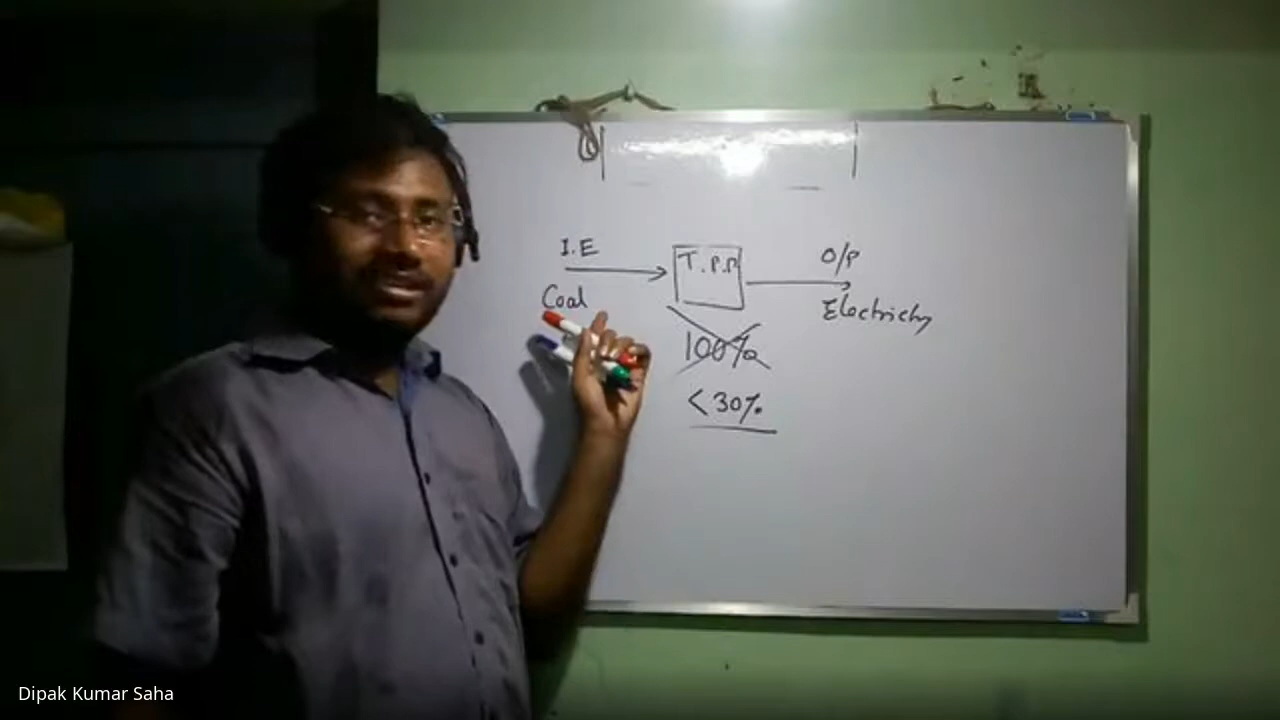 I.E
T.P.P
O/P
Coal
Electricity
100%
<30%
Dipak Kumar Saha